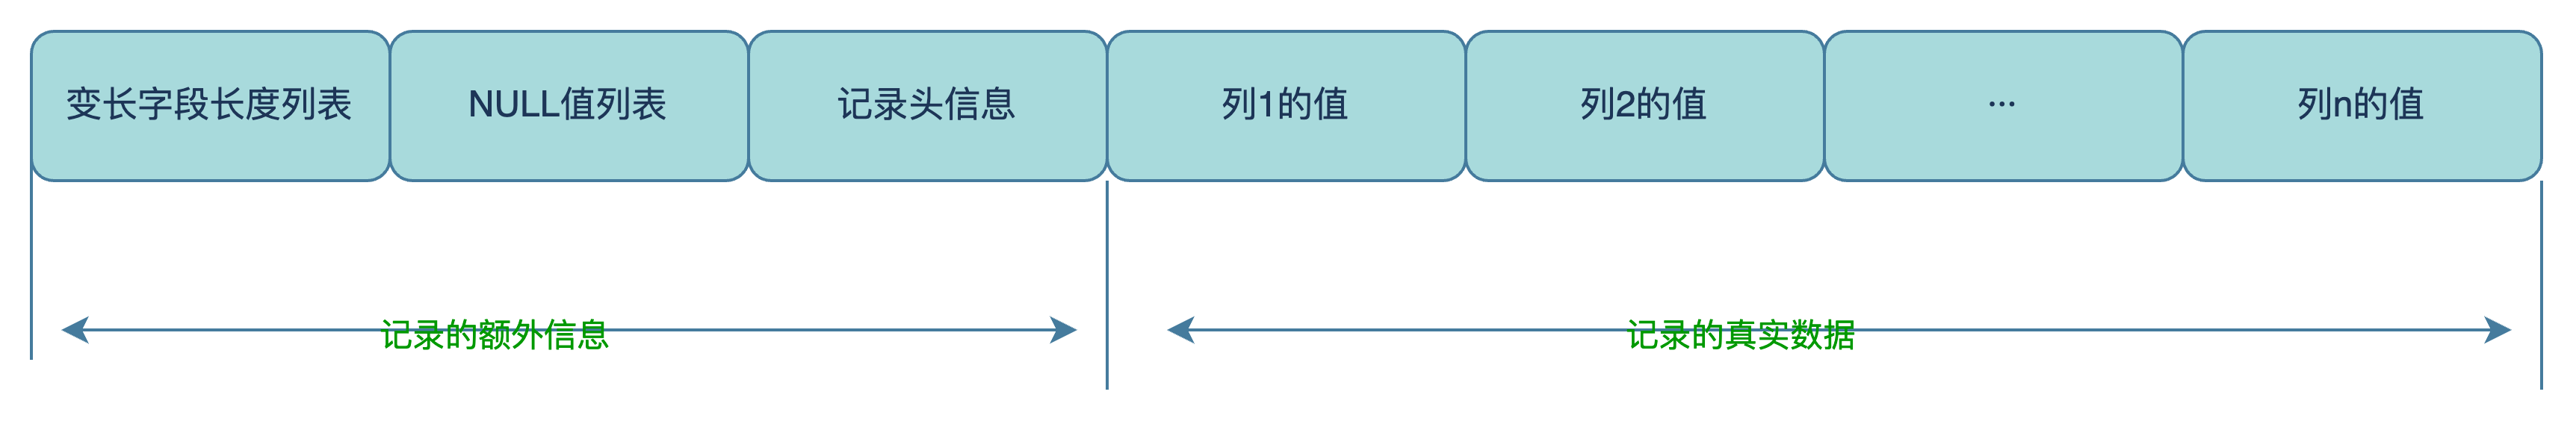 变长字段长度列表
NULL值列表
记录头信息
列1的值
列2的值
...
列n的值
记录的额外信息
记录的真实数据